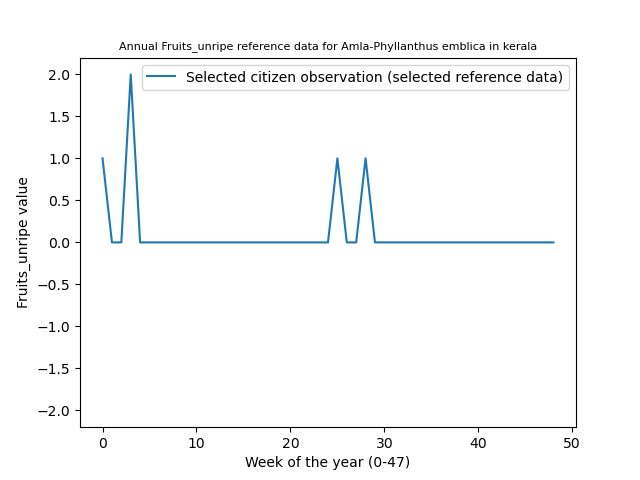 Annual Fruits_unripe reference data for Amla-Phyllanthus emblica in kerala
Selected citizen observation (selected reference data)
2.0
1.5
1.0
0.5
0.0
−0.5
−1.0
−1.5
−2.0
Fruits_unripe value
0 10 20 30 40 50
Week of the year (0-47)